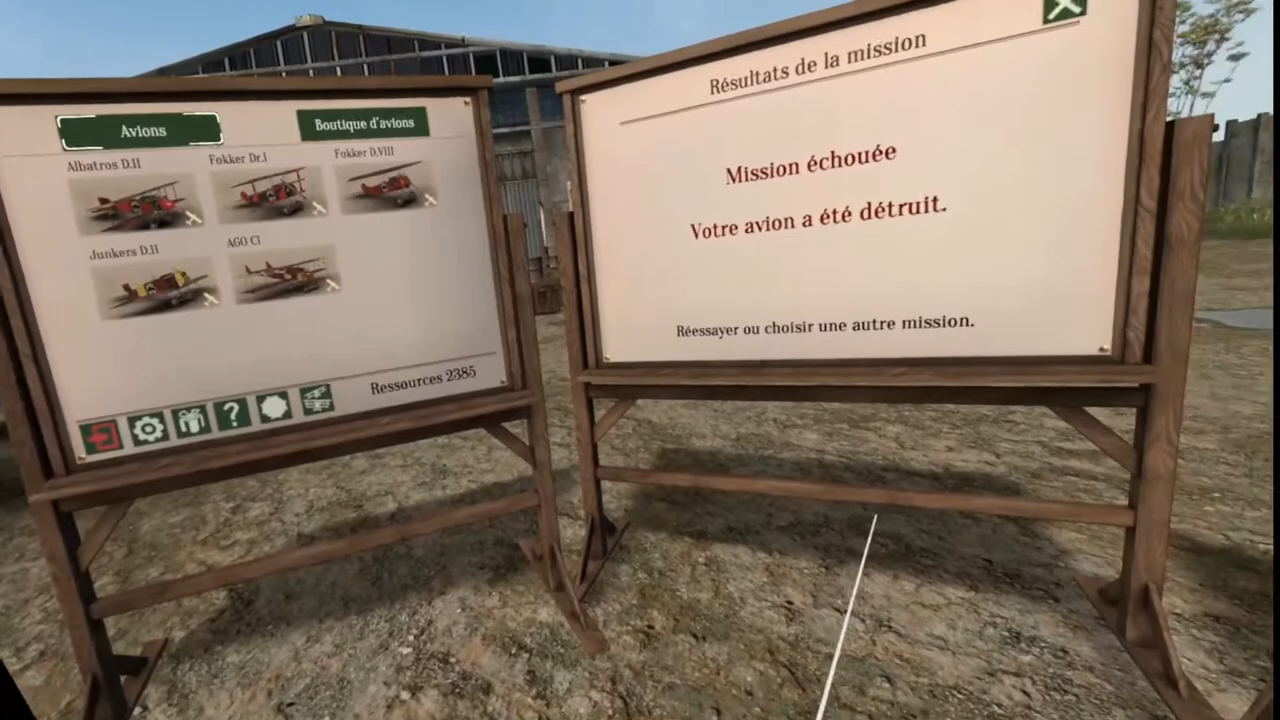 Avions
Boutique d'avions
Albatros D.II
Fokker Dr.I
Fokker D.VIII
Junkers D.II
AGO CI
?
Ressources 2385
Résultats de la mission
Mission échouée
Votre avion a été détruit.
Réessayer ou choisir une autre mission.